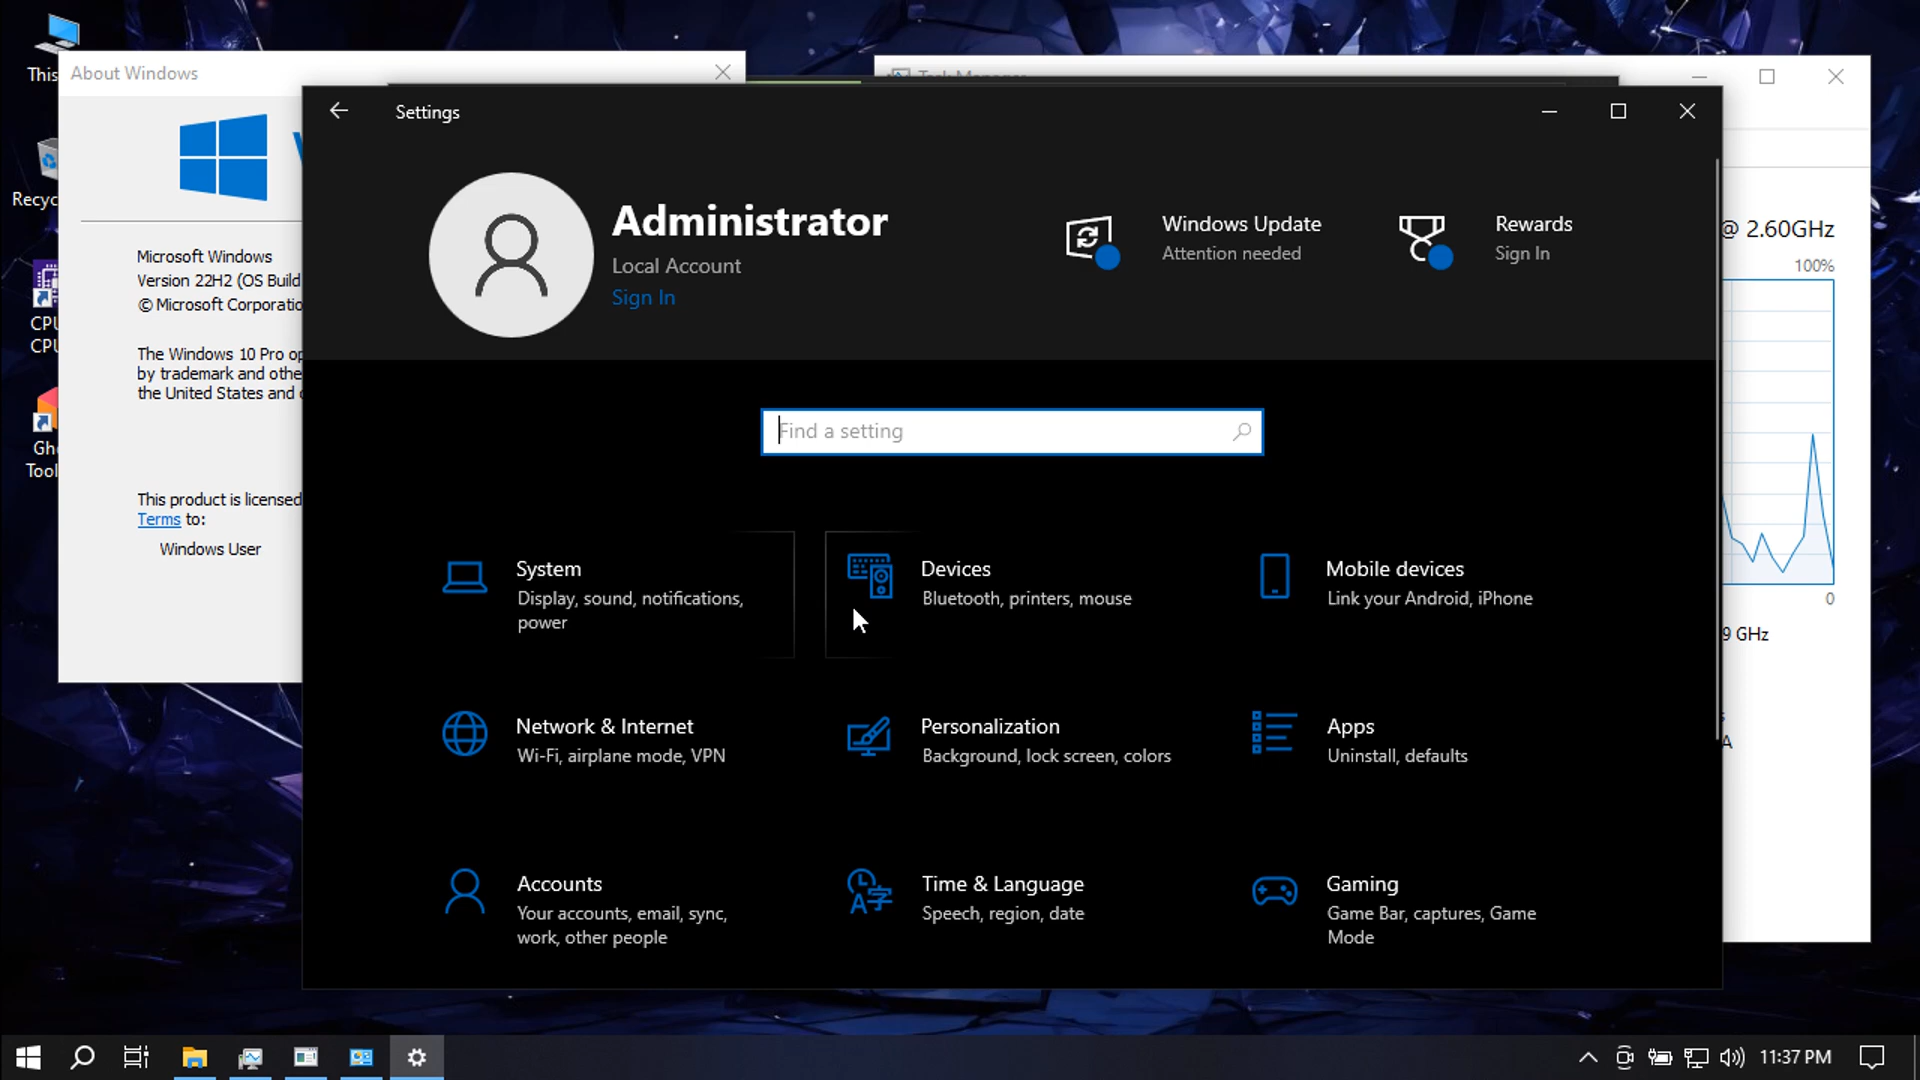 This
Recyc
CPU
CPU
Gh
Tool
About Windows
Microsoft Windows
Version 22H2 (OS Build
© Microsoft Corporatio
The Windows 10 Pro op
by trademark and othe
the United States and
This product is licensed
Terms to:
Windows User
Settings
Administrator
Local Account
Sign In
Windows Update
Attention needed
Rewards
Sign In
Find a setting
System
Display, sound, notifications,
power
Devices
Bluetooth, printers, mouse
Mobile devices
Link your Android, iPhone
Network & Internet
Wi-Fi, airplane mode, VPN
Personalization
Background, lock screen, colors
Apps
Uninstall, defaults
Accounts
Your accounts, email, sync,
work, other people
Time & Language
Speech, region, date
Gaming
Game Bar, captures, Game
Mode
Task Manager
@ 2.60GHz
100%
0
9 GHz
11:37 PM